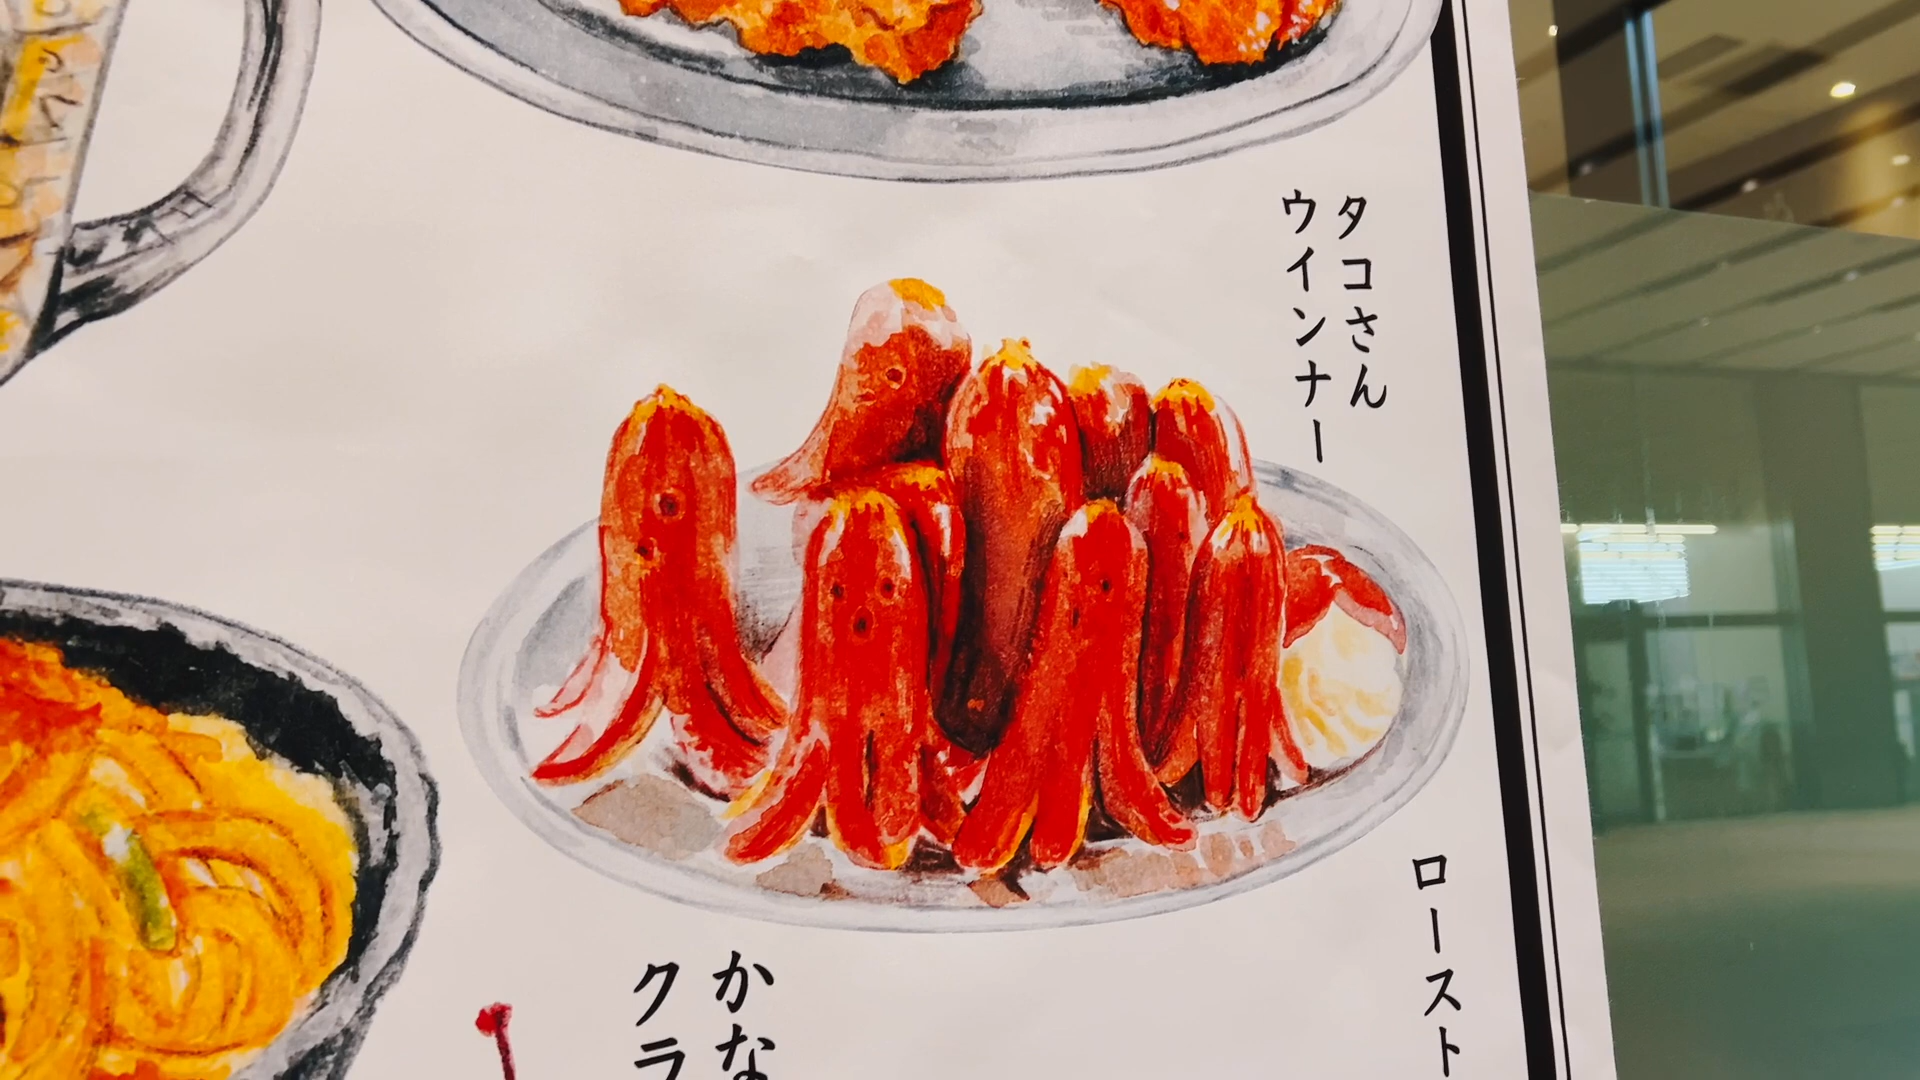 タコさん
ウインナー
ロースト
かな
クラ